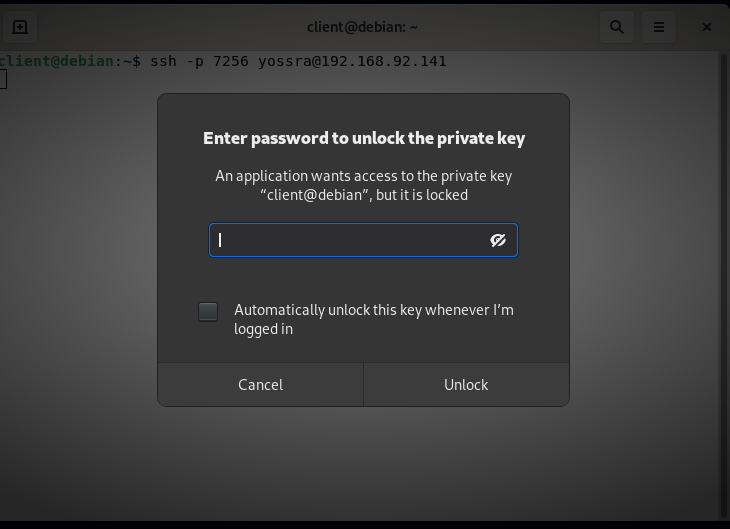 client@debian: ~
client@debian:~$ ssh -p 7256 yossra@192.168.92.141
Enter password to unlock the private key
An application wants access to the private key
“client@debian”, but it is locked
Automatically unlock this key whenever I’m
logged in
Cancel
Unlock